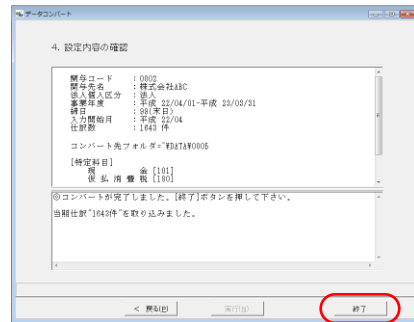 データコンバート
4. 設定内容の確認
関与コード : 0002
関与先名 : 株式会社ABC
法人個人区分 : 法人
事業年度 : 平成 22/04/01-平成 23/03/31
締日 : 99(末日)
入力開始月 : 平成 22/04
仕訳数 : 1643 件
コンバート先フォルダ="¥DATA¥0005
[特定科目]
現 金 [101]
仮 払 消 費 税 [180]
◎コンバートが完了しました。[終了]ボタンを押して下さい。
当期仕訳"1643件"を取り込みました。
< 戻る(P) 実行(N) 終了